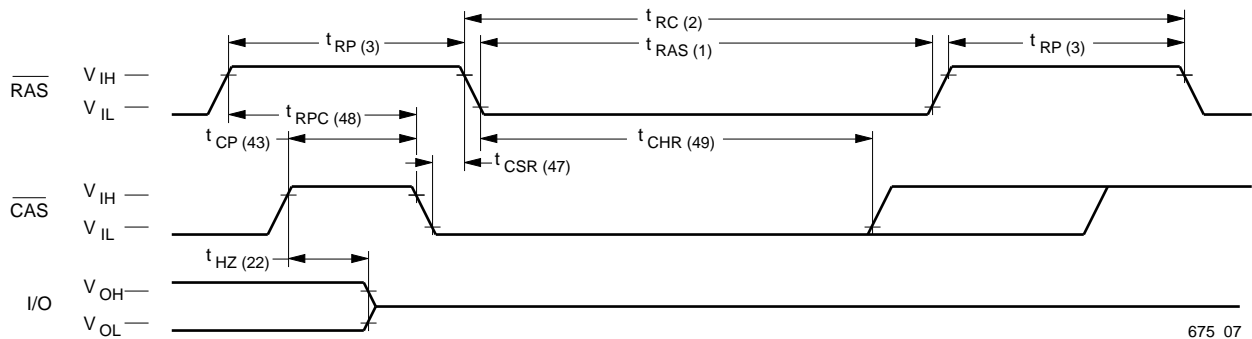 t RC (2)
t RP (3)
t RAS (1)
t RP (3)
RAS
V IH
V IL
t RPC (48)
t CP (43)
t CHR (49)
t CSR (47)
CAS
V IH
V IL
t HZ (22)
I/O
V OH
V OL
675 07